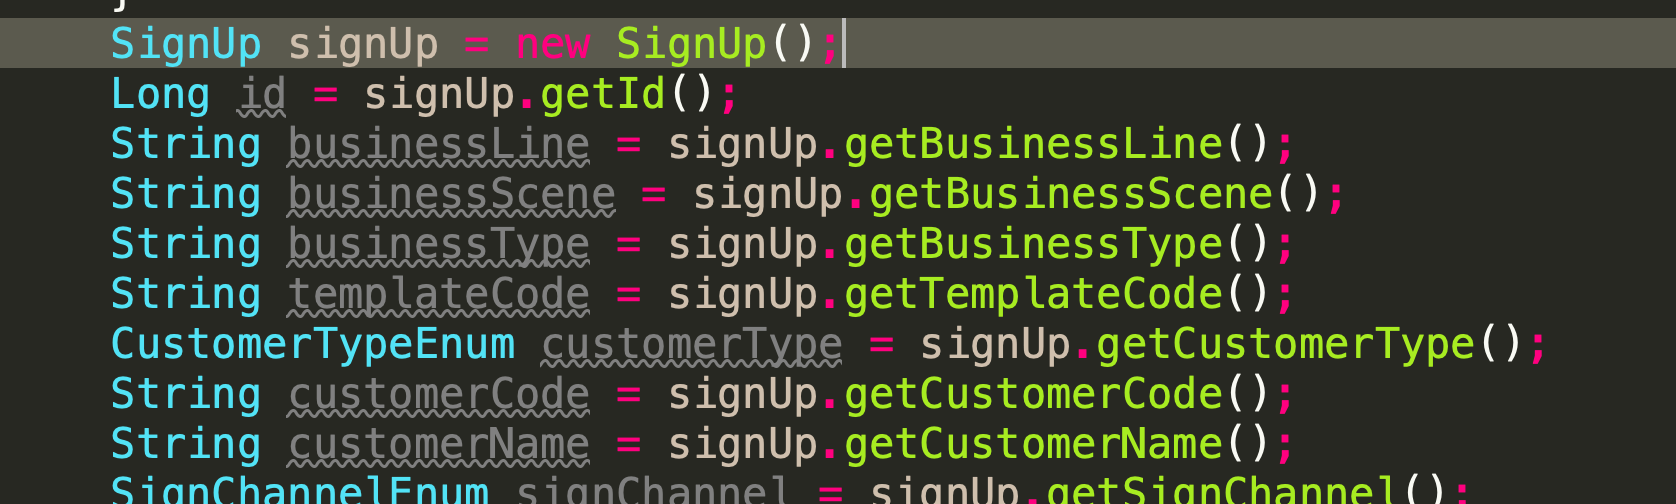 }
SignUp signUp = new SignUp();
Long id = signUp.getId();
String businessLine = signUp.getBusinessLine();
String businessScene = signUp.getBusinessScene();
String businessType = signUp.getBusinessType();
String templateCode = signUp.getTemplateCode();
CustomerTypeEnum customerType = signUp.getCustomerType();
String customerCode = signUp.getCustomerCode();
String customerName = signUp.getCustomerName();
SignChannelEnum signChannel = signUp.getSignChannel();